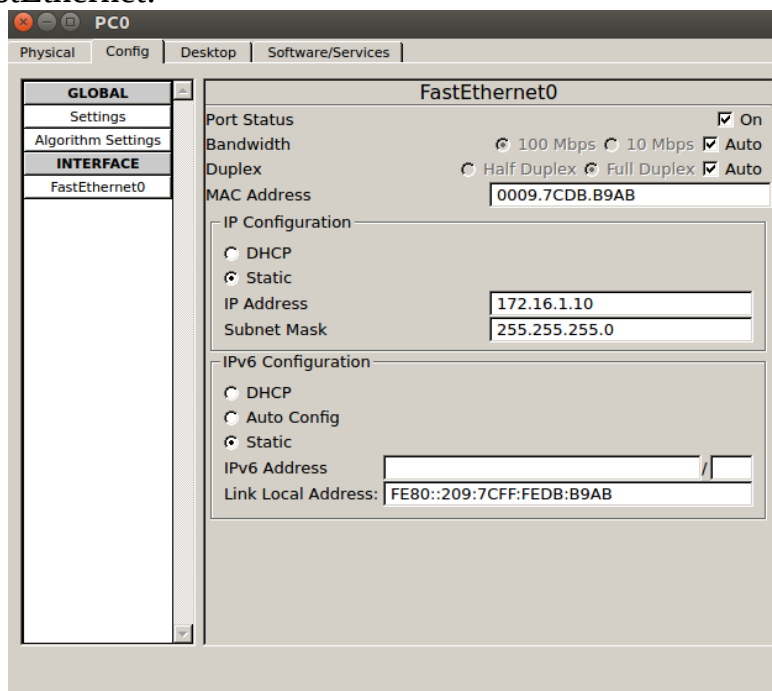 PC0
Physical Config Desktop Software/Services
GLOBAL
Settings
Algorithm Settings
INTERFACE
FastEthernet0
FastEthernet0
Port Status On
Bandwidth 100 Mbps 10 Mbps Auto
Duplex Half Duplex Full Duplex Auto
MAC Address 0009.7CDB.B9AB
IP Configuration
DHCP
Static
IP Address 172.16.1.10
Subnet Mask 255.255.255.0
IPv6 Configuration
DHCP
Auto Config
Static
IPv6 Address /
Link Local Address: FE80::209:7CFF:FEDB:B9AB